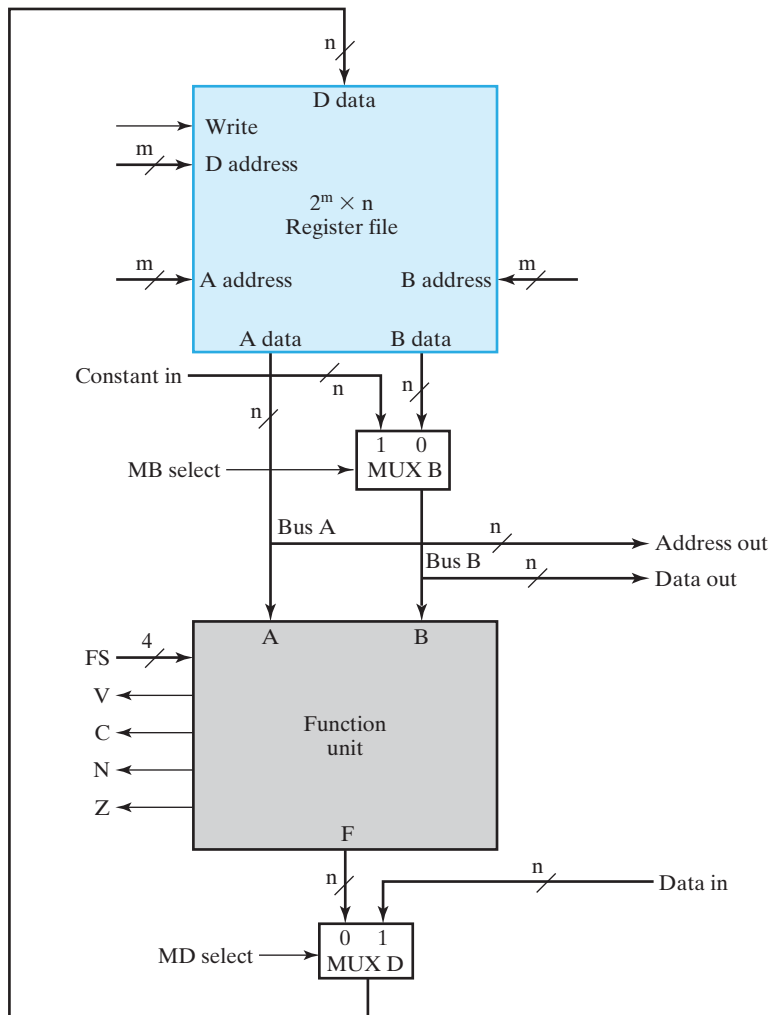 n
D data
Write
m
D address
2^m × n
Register file
m
A address
B address
m
A data
B data
Constant in
n
n
n
1 0
MB select
MUX B
Bus A
n
Address out
Bus B
n
Data out
A
B
FS
4
V
C
N
Z
Function
unit
F
n
n
Data in
0 1
MD select
MUX D